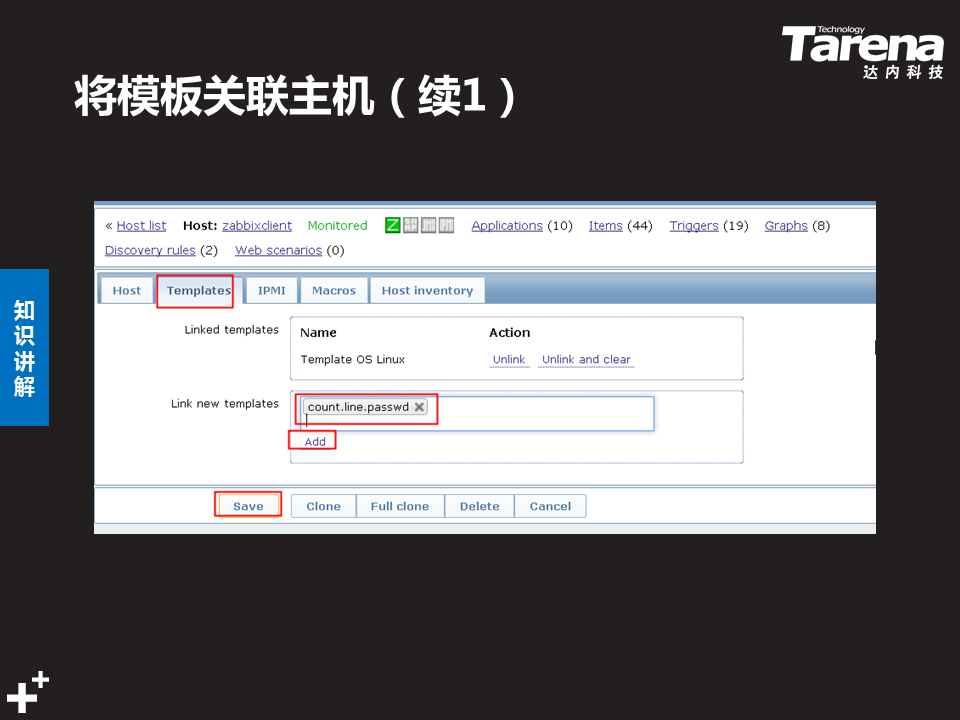 Technology
Tarena
达内科技
将模板关联主机（续1）
« Host list Host: zabbixclient Monitored Z Applications (10) Items (44) Triggers (19) Graphs (8)
Discovery rules (2) Web scenarios (0)
Host Templates IPMI Macros Host inventory
Linked templates Name Action
Template OS Linux Unlink Unlink and clear
Link new templates count.line.passwd
Add
Save Clone Full clone Delete Cancel
知识讲解